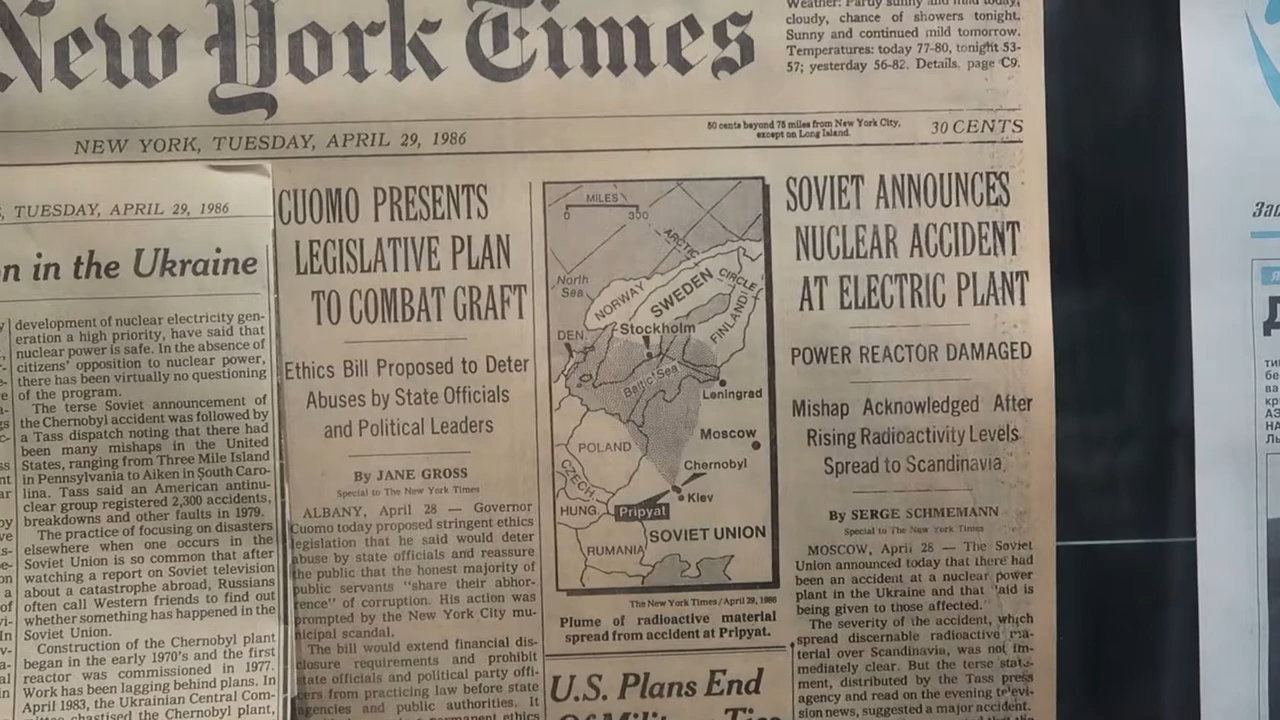 New York Times
Weather: Partly sunny and mild today,
cloudy, chance of showers tonight.
Sunny and continued mild tomorrow.
Temperatures: today 77-80, tonight 53-
57; yesterday 56-82. Details, page C9.
NEW YORK, TUESDAY, APRIL 29, 1986
50 cents beyond 75 miles from New York City,
except on Long Island.
30 CENTS
, TUESDAY, APRIL 29, 1986
n in the Ukraine
development of nuclear electricity gen-
eration a high priority, have said that
nuclear power is safe. In the absence of
citizens' opposition to nuclear power,
there has been virtually no questioning
of the program.
The terse Soviet announcement of
the Chernobyl accident was followed by
a Tass dispatch noting that there had
been many mishaps in the United
States, ranging from Three Mile Island
in Pennsylvania to Aiken in South Caro-
lina. Tass said an American antinu-
clear group registered 2,300 accidents,
breakdowns and other faults in 1979.
The practice of focusing on disasters
elsewhere when one occurs in the
Soviet Union is so common that after
watching a report on Soviet television
about a catastrophe abroad, Russians
often call Western friends to find out
whether something has happened in the
Soviet Union.
Construction of the Chernobyl plant
began in the early 1970's and the first
reactor was commissioned in 1977.
Work has been lagging behind plans. In
April 1983, the Ukrainian Central Com-
chastised the Chernobyl plant,
CUOMO PRESENTS
LEGISLATIVE PLAN
TO COMBAT GRAFT
Ethics Bill Proposed to Deter
Abuses by State Officials
and Political Leaders
By JANE GROSS
Special to The New York Times
ALBANY, April 28 — Governor
Cuomo today proposed stringent ethics
legislation that he said would deter
abuse by state officials and reassure
the public that the honest majority of
public servants "share their abhor-
rence" of corruption. His action was
prompted by the New York City mu-
nicipal scandal.
The bill would extend financial dis-
closure requirements and prohibit
state officials and political party offi-
cers from practicing law before state
agencies and public authorities. It
permanent ethics
MILES
0 300
ARCTIC
CIRCLE
North
Sea
NORWAY
SWEDEN
FINLAND
DEN.
Stockholm
Baltic Sea
Leningrad
Moscow
POLAND
Chernobyl
CZECH.
Kiev
HUNG.
Pripyat
SOVIET UNION
RUMANIA
The New York Times / April 29, 1986
Plume of radioactive material
spread from accident at Pripyat.
U.S. Plans End
SOVIET ANNOUNCES
NUCLEAR ACCIDENT
AT ELECTRIC PLANT
POWER REACTOR DAMAGED
Mishap Acknowledged After
Rising Radioactivity Levels
Spread to Scandinavia
By SERGE SCHMEMANN
Special to The New York Times
MOSCOW, April 28 — The Soviet
Union announced today that there had
been an accident at a nuclear power
plant in the Ukraine and that "aid is
being given to those affected."
The severity of the accident, which
spread discernable radioactive ma-
terial over Scandinavia, was not im-
mediately clear. But the terse state-
ment, distributed by the Tass press
agency and read on the evening televi-
sion news, suggested a major accident.